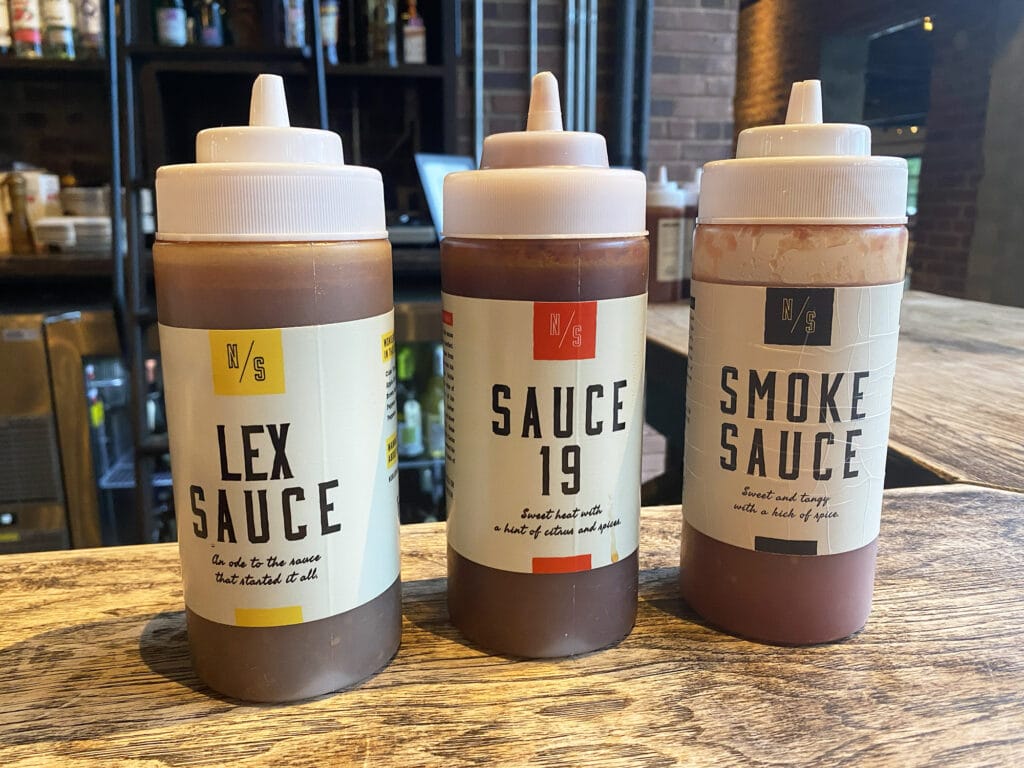 N/S
LEX
SAUCE
An ode to the sauce
that started it all.
N/S
SAUCE
19
Sweet heat with
a hint of citrus and spices.
N/S
SMOKE
SAUCE
Sweet and tangy
with a kick of spice.